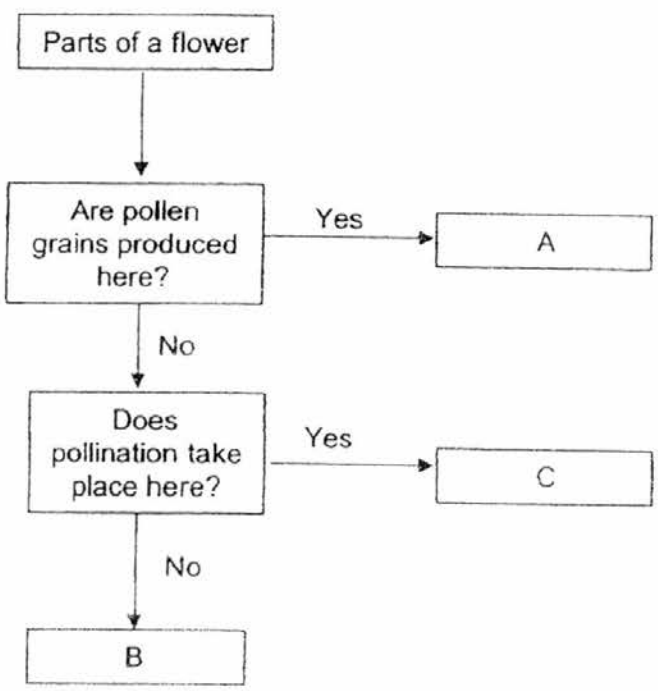 Parts of a flower
Are pollen
grains produced
here?
Yes
A
No
Does
pollination take
place here?
Yes
C
No
B